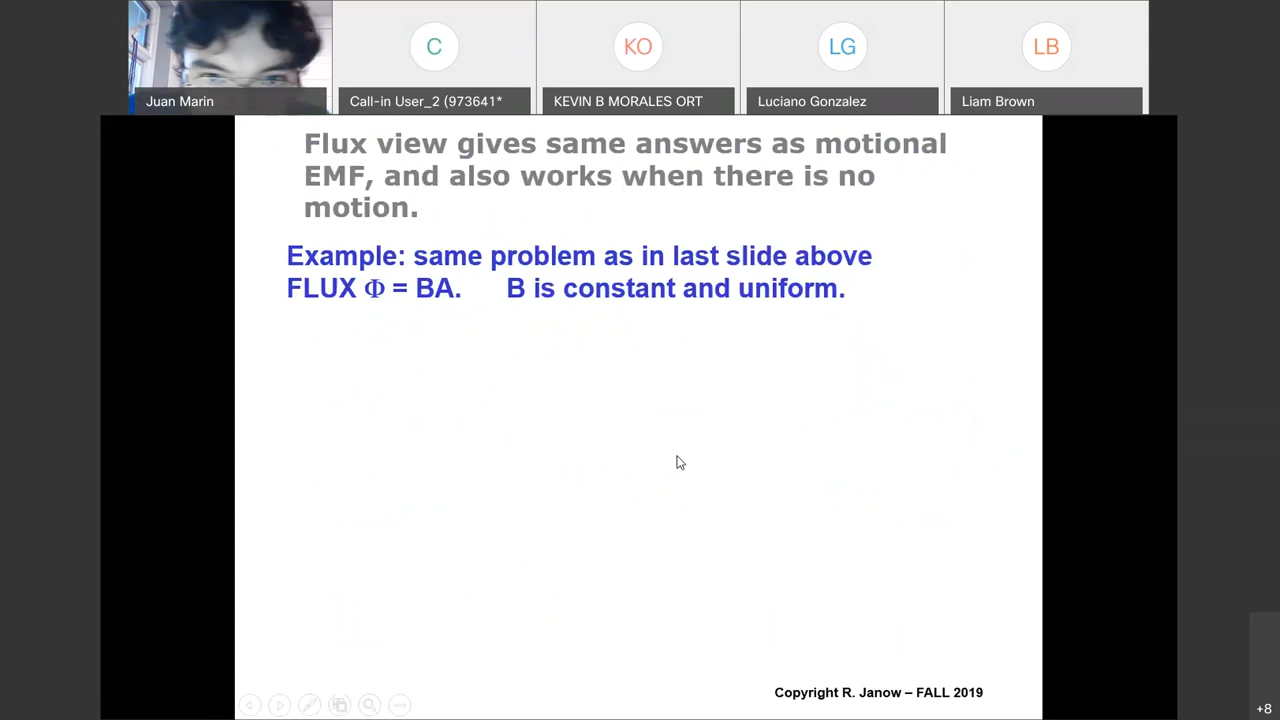 C
KO
LG
LB
Juan Marin
Call-in User_2 (973641*
KEVIN B MORALES ORT
Luciano Gonzalez
Liam Brown
Flux view gives same answers as motional
EMF, and also works when there is no
motion.
Example: same problem as in last slide above
FLUX Φ = BA. B is constant and uniform.
Copyright R. Janow – FALL 2019
+8